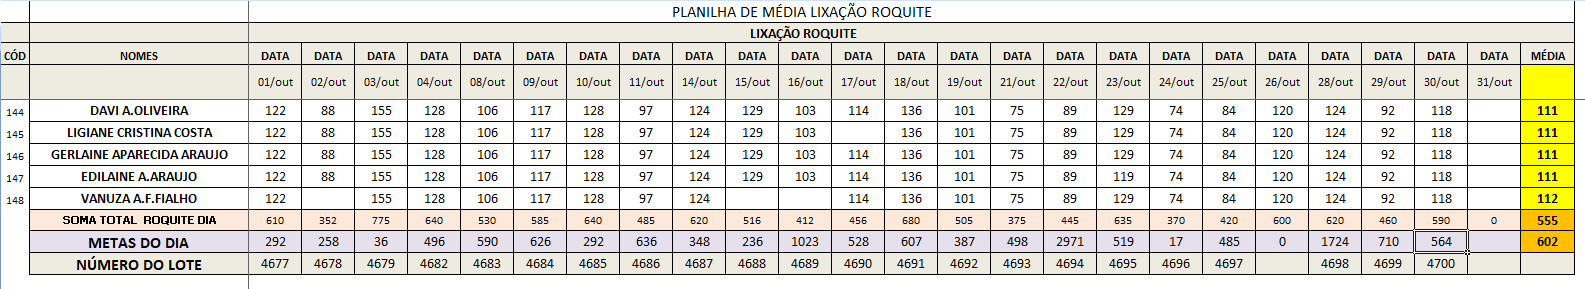 PLANILHA DE MÉDIA LIXAÇÃO ROQUITE
LIXAÇÃO ROQUITE
CÓD NOMES DATA DATA DATA DATA DATA DATA DATA DATA DATA DATA DATA DATA DATA DATA DATA DATA DATA DATA DATA DATA DATA DATA DATA DATA MÉDIA
01/out 02/out 03/out 04/out 08/out 09/out 10/out 11/out 14/out 15/out 16/out 17/out 18/out 19/out 21/out 22/out 23/out 24/out 25/out 26/out 28/out 29/out 30/out 31/out
144 DAVI A.OLIVEIRA 122 88 155 128 106 117 128 97 124 129 103 114 136 101 75 89 129 74 84 120 124 92 118 111
145 LIGIANE CRISTINA COSTA 122 88 155 128 106 117 128 97 124 129 103 136 101 75 89 129 74 84 120 124 92 118 111
146 GERLAINE APARECIDA ARAUJO 122 88 155 128 106 117 128 97 124 129 103 114 136 101 75 89 129 74 84 120 124 92 118 111
147 EDILAINE A.ARAUJO 122 88 155 128 106 117 128 97 124 129 103 114 136 101 75 89 119 74 84 120 124 92 118 111
148 VANUZA A.F.FIALHO 122 155 128 106 117 128 97 124 114 136 101 75 89 129 74 84 120 124 92 118 112
SOMA TOTAL ROQUITE DIA 610 352 775 640 530 585 640 485 620 516 412 456 680 505 375 445 635 370 420 600 620 460 590 0 555
METAS DO DIA 292 258 36 496 590 626 292 636 348 236 1023 528 607 387 498 2971 519 17 485 0 1724 710 564 602
NÚMERO DO LOTE 4677 4678 4679 4682 4683 4684 4685 4686 4687 4688 4689 4690 4691 4692 4693 4694 4695 4696 4697 4698 4699 4700